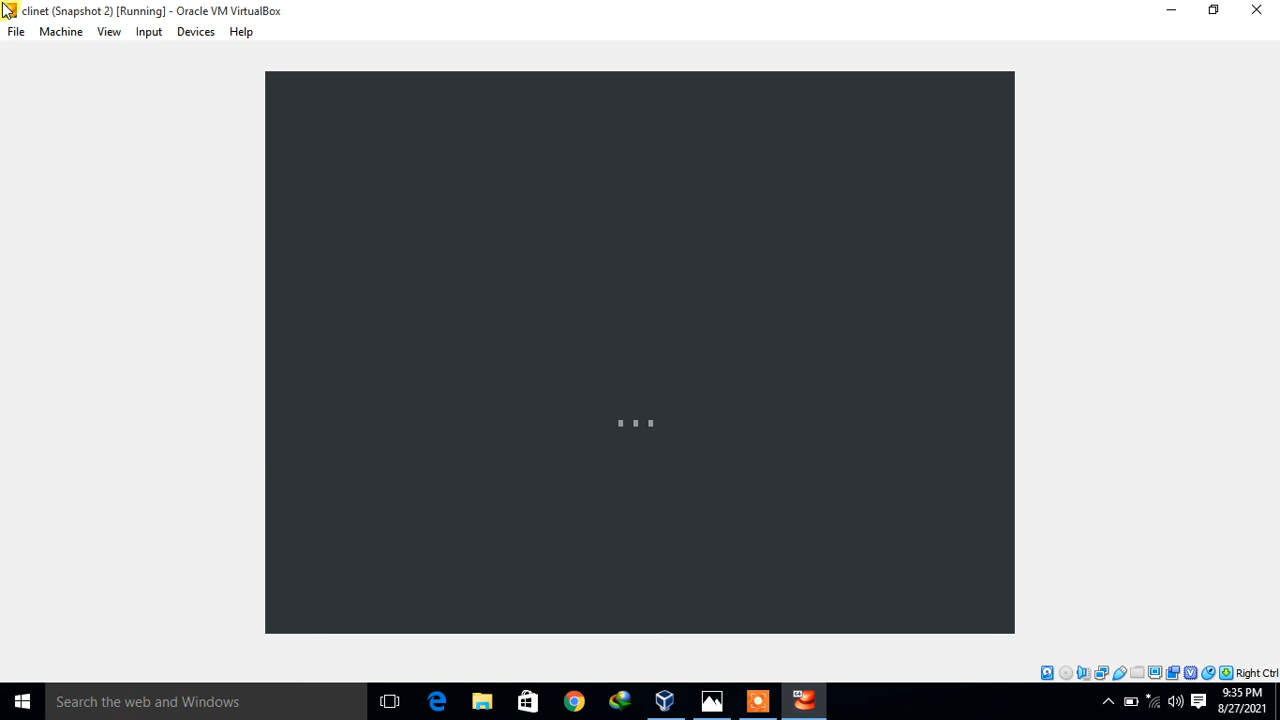 clinet (Snapshot 2) [Running] - Oracle VM VirtualBox
File Machine View Input Devices Help
Right Ctrl
Search the web and Windows
9:35 PM
8/27/2021